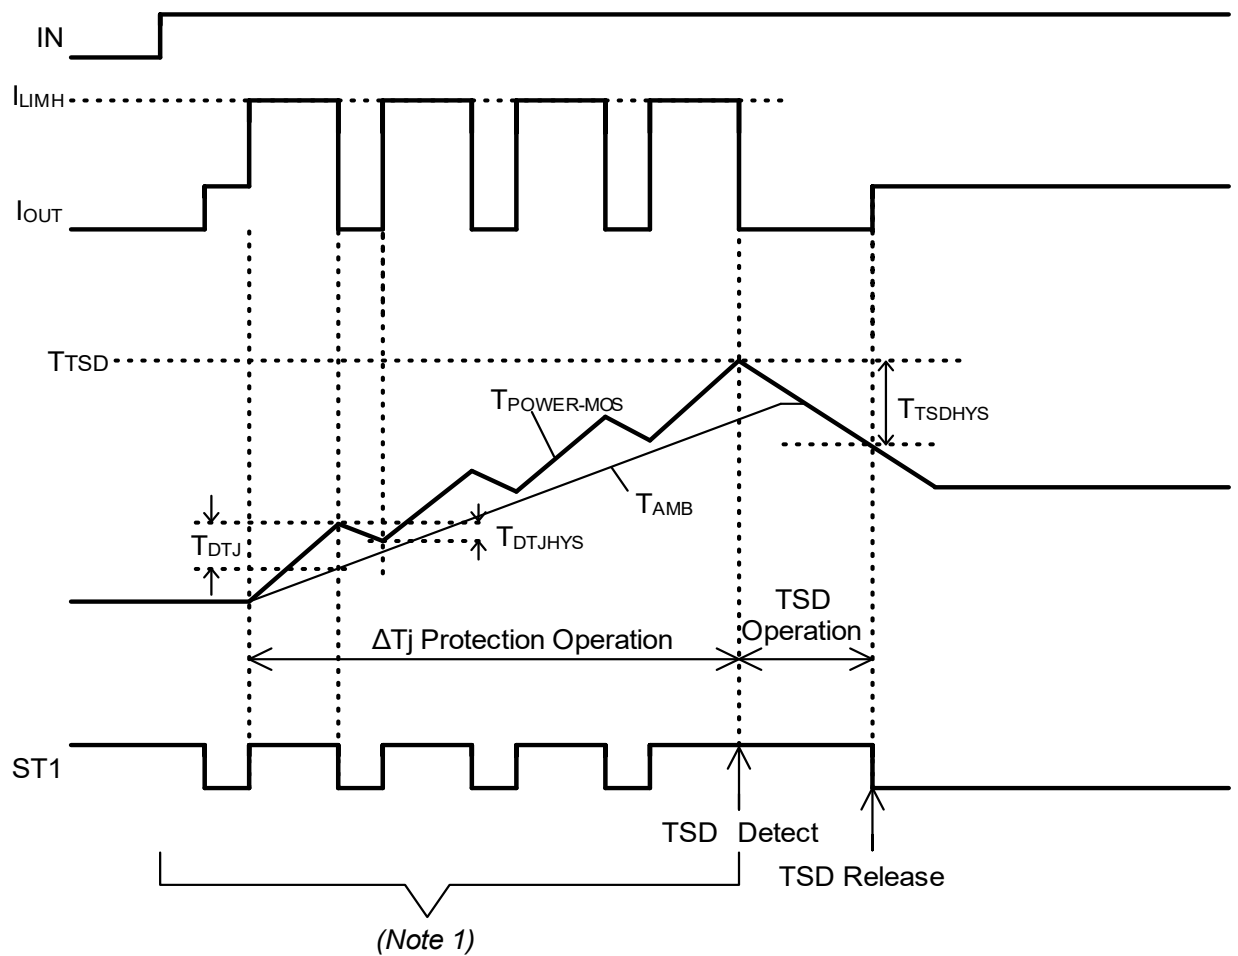 IN
ILIMH
IOUT
TTSD
TPOWER-MOS
TTSDHYS
TAMB
TDTJ
TDTJHYS
TSD
Operation
ΔTj Protection Operation
ST1
TSD Detect
TSD Release
(Note 1)